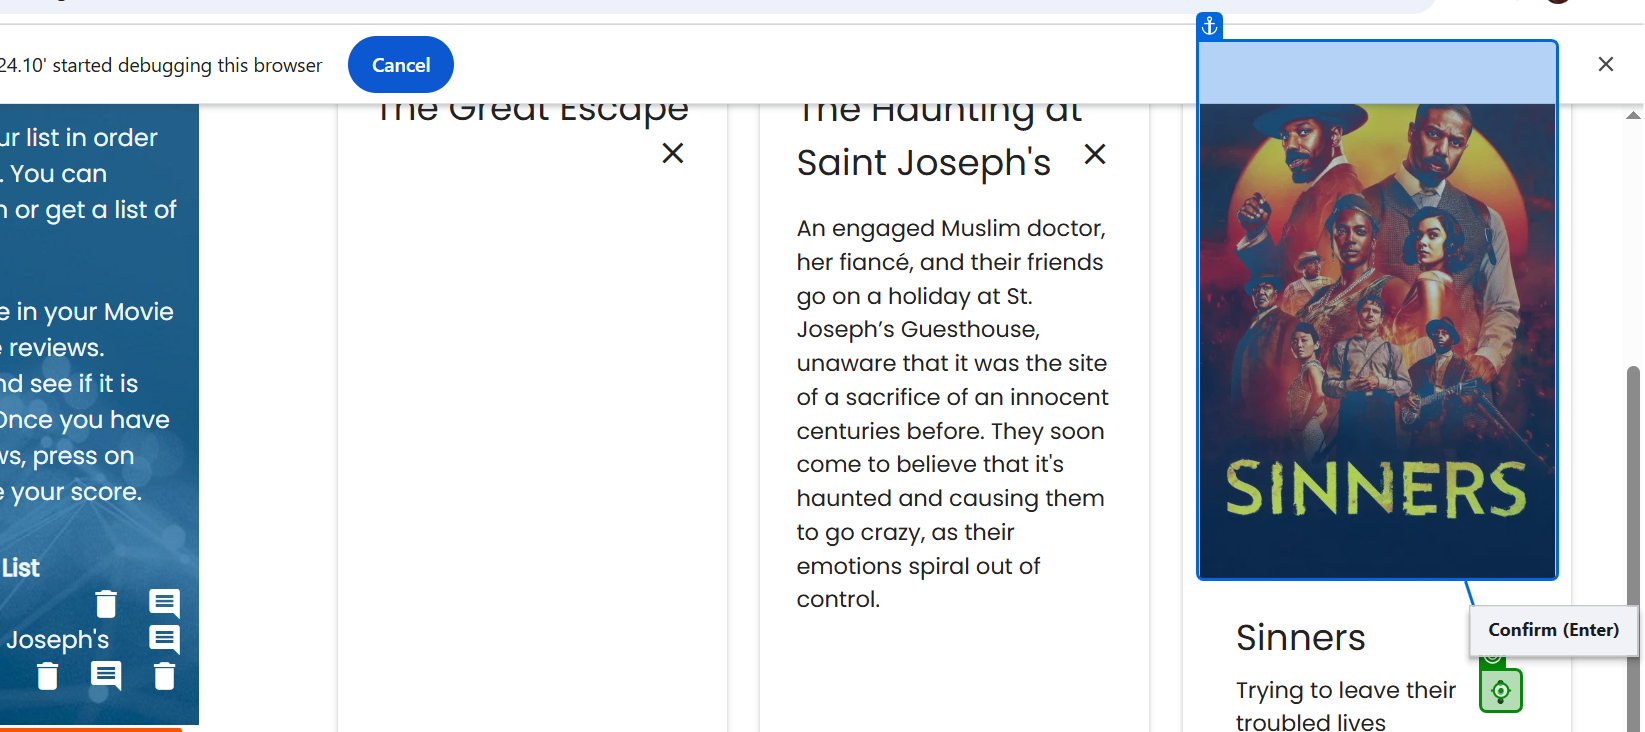 24.10' started debugging this browser
Cancel
ur list in order
. You can
n or get a list of
e in your Movie
e reviews.
nd see if it is
Once you have
ws, press on
e your score.
List
Joseph's
The Great Escape
The Haunting at
Saint Joseph's
An engaged Muslim doctor,
her fiancé, and their friends
go on a holiday at St.
Joseph’s Guesthouse,
unaware that it was the site
of a sacrifice of an innocent
centuries before. They soon
come to believe that it's
haunted and causing them
to go crazy, as their
emotions spiral out of
control.
SINNERS
Confirm (Enter)
Sinners
Trying to leave their
troubled lives